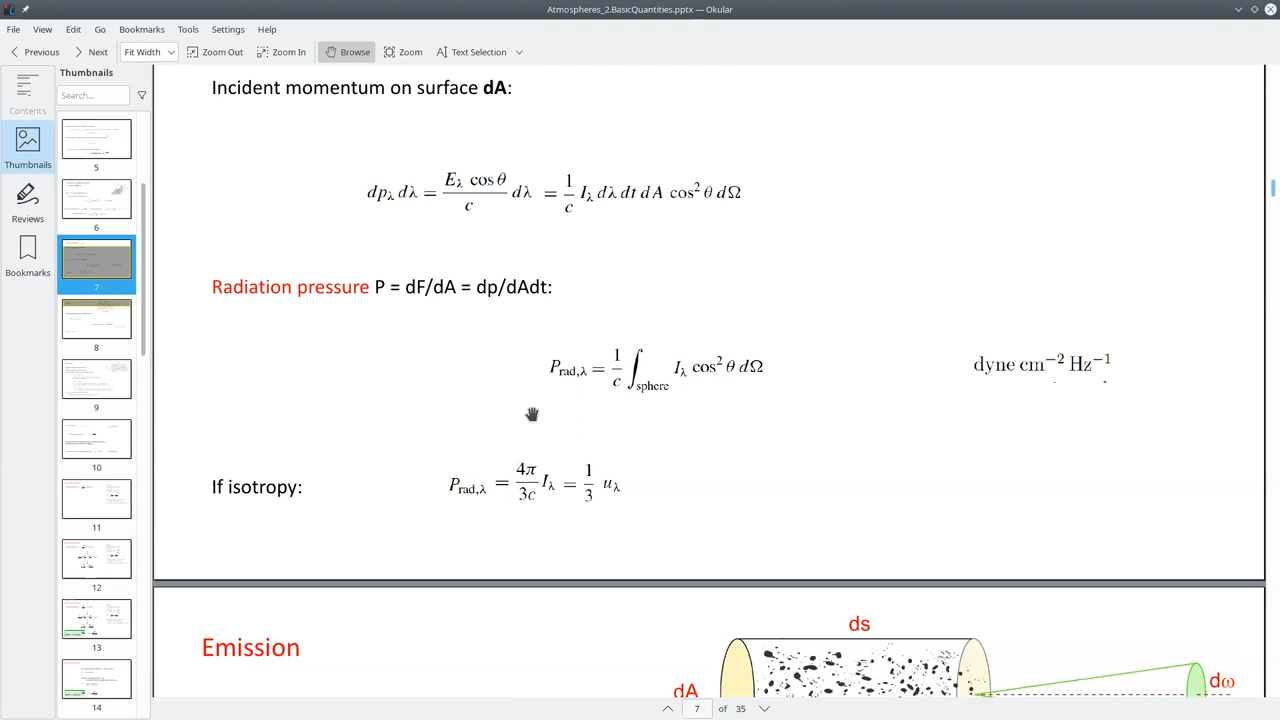 Atmospheres_2.BasicQuantities.pptx — Okular
File View Edit Go Bookmarks Tools Settings Help
Previous Next Fit Width Zoom Out Zoom In Browse Zoom Text Selection
Contents
Thumbnails
Reviews
Bookmarks
Thumbnails
Search...
5
6
7
8
9
10
11
12
13
14
Incident momentum on surface dA:
dp_λ dλ = (E_λ cos θ / c) dλ = (1/c) I_λ dλ dt dA cos² θ dΩ
Radiation pressure P = dF/dA = dp/dAdt:
P_rad,λ = (1/c) ∫_sphere I_λ cos² θ dΩ
dyne cm⁻² Hz⁻¹
If isotropy:
P_rad,λ = (4π/3c) I_λ = (1/3) u_λ
Emission
ds
dA
dω
7 of 35